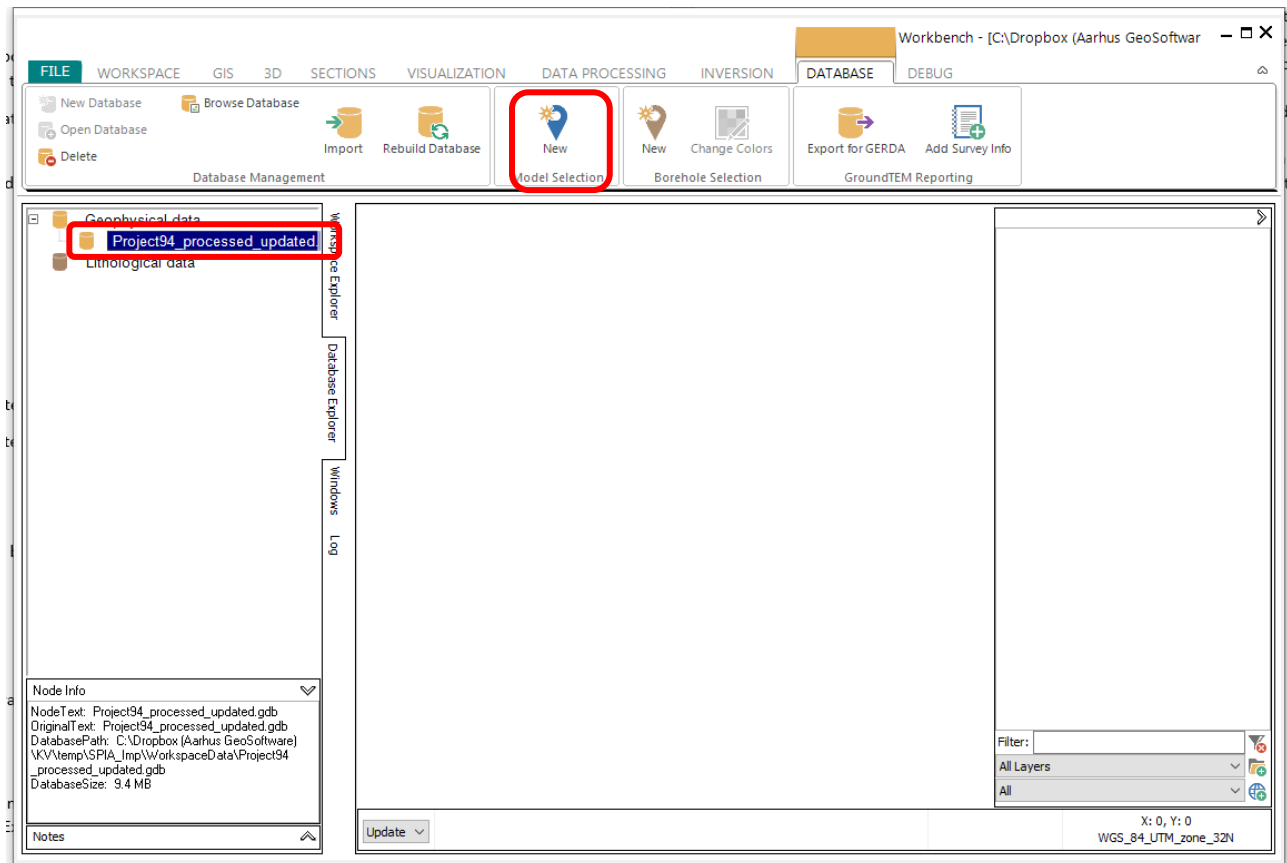 Workbench - [C:\Dropbox (Aarhus GeoSoftwar
FILE WORKSPACE GIS 3D SECTIONS VISUALIZATION DATA PROCESSING INVERSION DATABASE DEBUG
New Database Browse Database
Open Database
Delete
Import Rebuild Database New New Change Colors Export for GERDA Add Survey Info
Database Management Model Selection Borehole Selection GroundTEM Reporting
Geophysical data
Project94_processed_updated.
Lithological data
Workspace Explorer
Database Explorer
Windows
Log
Node Info
NodeText: Project94_processed_updated.gdb
OriginalText: Project94_processed_updated.gdb
DatabasePath: C:\Dropbox (Aarhus GeoSoftware)
\KV\temp\SPIA_Imp\WorkspaceData\Project94
_processed_updated.gdb
DatabaseSize: 9.4 MB
Notes
Filter:
All Layers
All
Update
X: 0, Y: 0
WGS_84_UTM_zone_32N